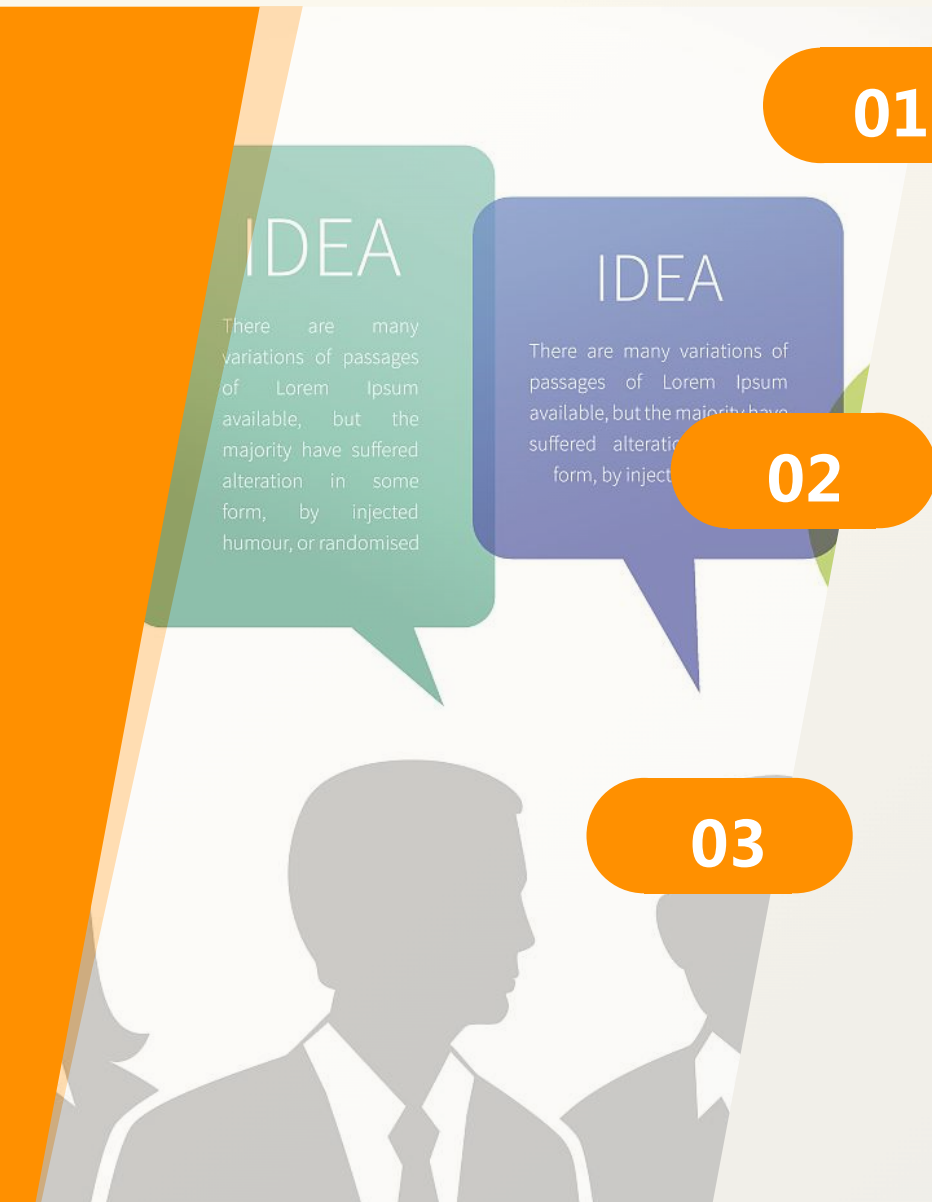 01
IDEA
There are many
variations of passages
of Lorem Ipsum
available, but the
majority have suffered
alteration in some
form, by injected
humour, or randomised
IDEA
There are many variations of
passages of Lorem Ipsum
available, but the majority have
suffered
form, by
02
03